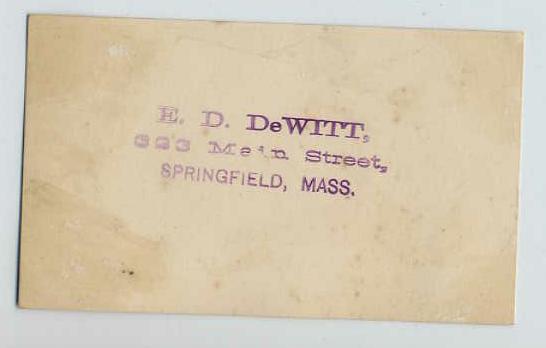 E. D. DeWITT,
Main Street,
SPRINGFIELD, MASS.